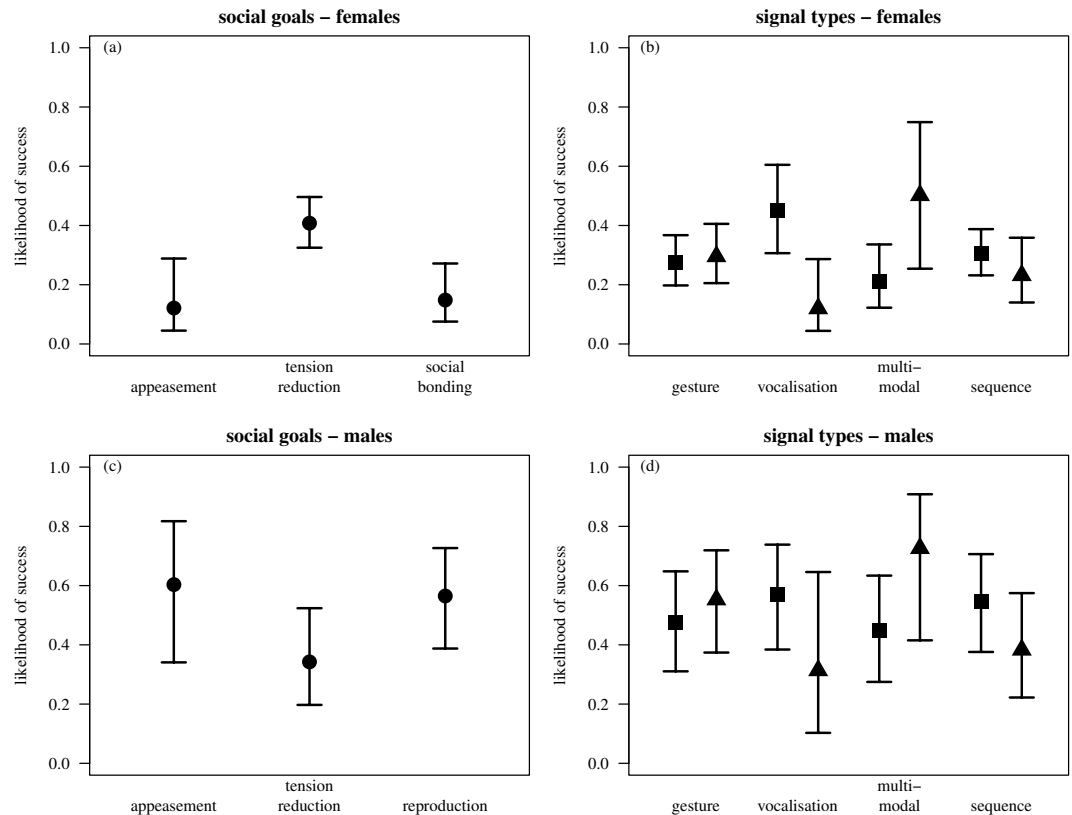 social goals – females
(a)
likelihood of success
1.0
0.8
0.6
0.4
0.2
0.0
appeasement
tension
reduction
social
bonding
signal types – females
(b)
likelihood of success
1.0
0.8
0.6
0.4
0.2
0.0
gesture
vocalisation
multi–
modal
sequence
social goals – males
(c)
likelihood of success
1.0
0.8
0.6
0.4
0.2
0.0
appeasement
tension
reduction
reproduction
signal types – males
(d)
likelihood of success
1.0
0.8
0.6
0.4
0.2
0.0
gesture
vocalisation
multi–
modal
sequence